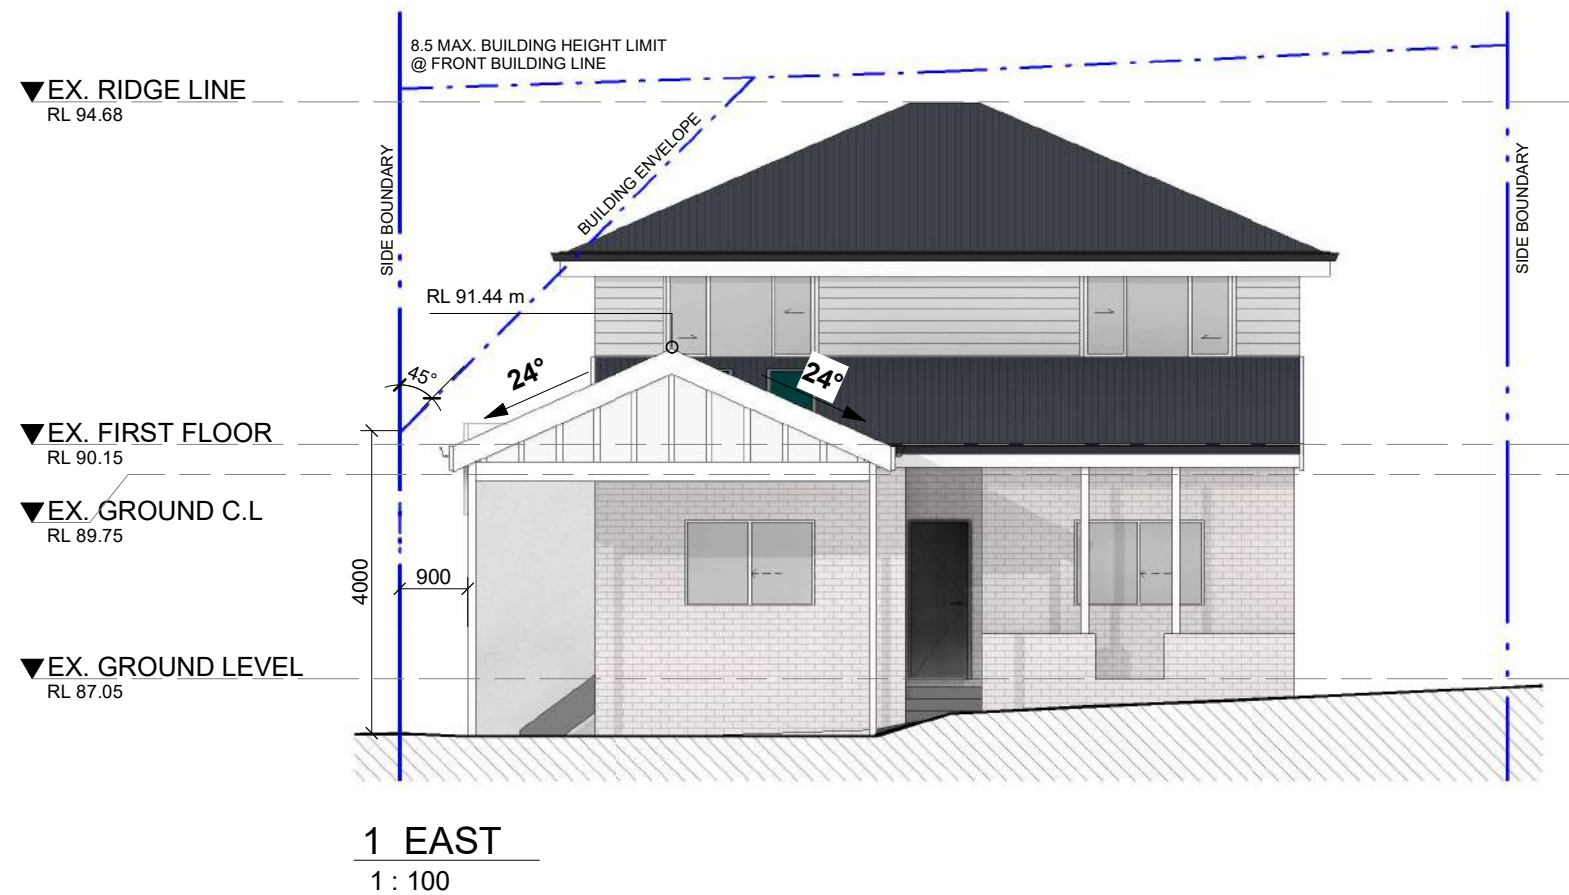 8.5 MAX. BUILDING HEIGHT LIMIT
@ FRONT BUILDING LINE
EX. RIDGE LINE
RL 94.68
SIDE BOUNDARY
BUILDING ENVELOPE
SIDE BOUNDARY
RL 91.44 m
45°
24°
24°
EX. FIRST FLOOR
RL 90.15
EX. GROUND C.L
RL 89.75
4000
900
EX. GROUND LEVEL
RL 87.05
1 EAST
1 : 100